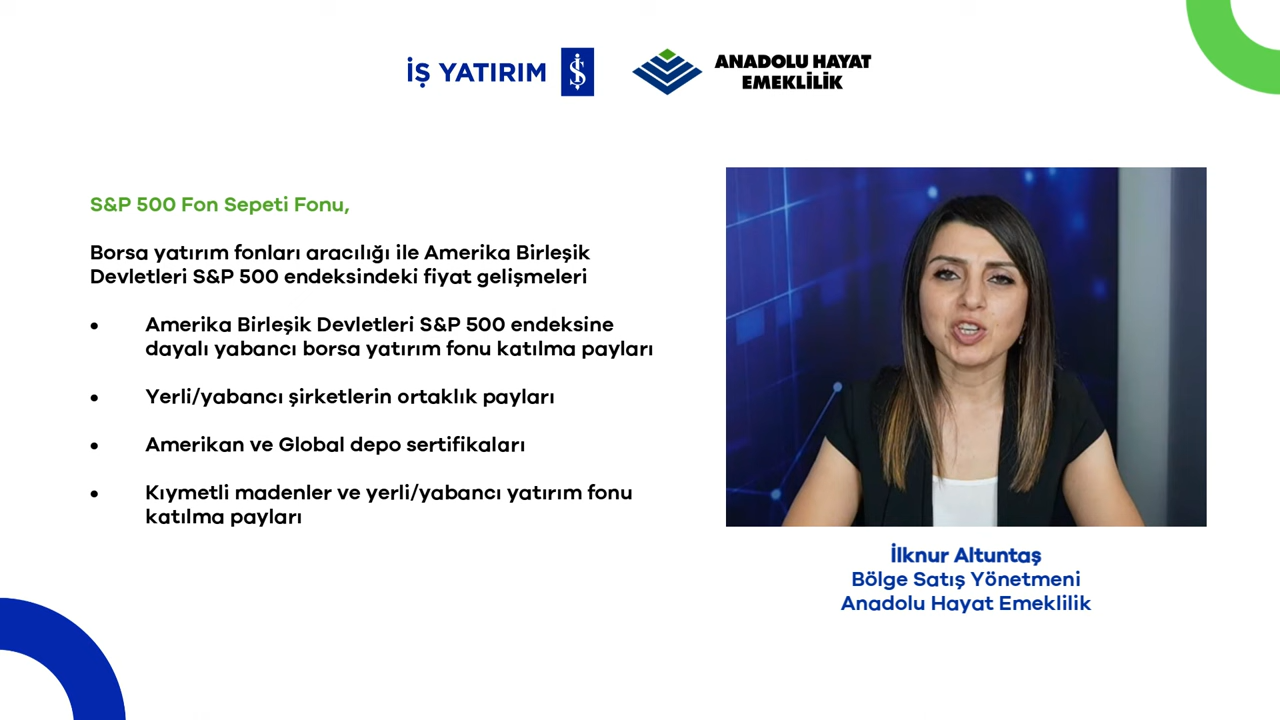 İŞ YATIRIM
ANADOLU HAYAT
EMEKLİLİK
S&P 500 Fon Sepeti Fonu,
Borsa yatırım fonları aracılığı ile Amerika Birleşik
Devletleri S&P 500 endeksindeki fiyat gelişmeleri
• Amerika Birleşik Devletleri S&P 500 endeksine
dayalı yabancı borsa yatırım fonu katılma payları
• Yerli/yabancı şirketlerin ortaklık payları
• Amerikan ve Global depo sertifikaları
• Kıymetli madenler ve yerli/yabancı yatırım fonu
katılma payları
İlknur Altuntaş
Bölge Satış Yönetmeni
Anadolu Hayat Emeklilik